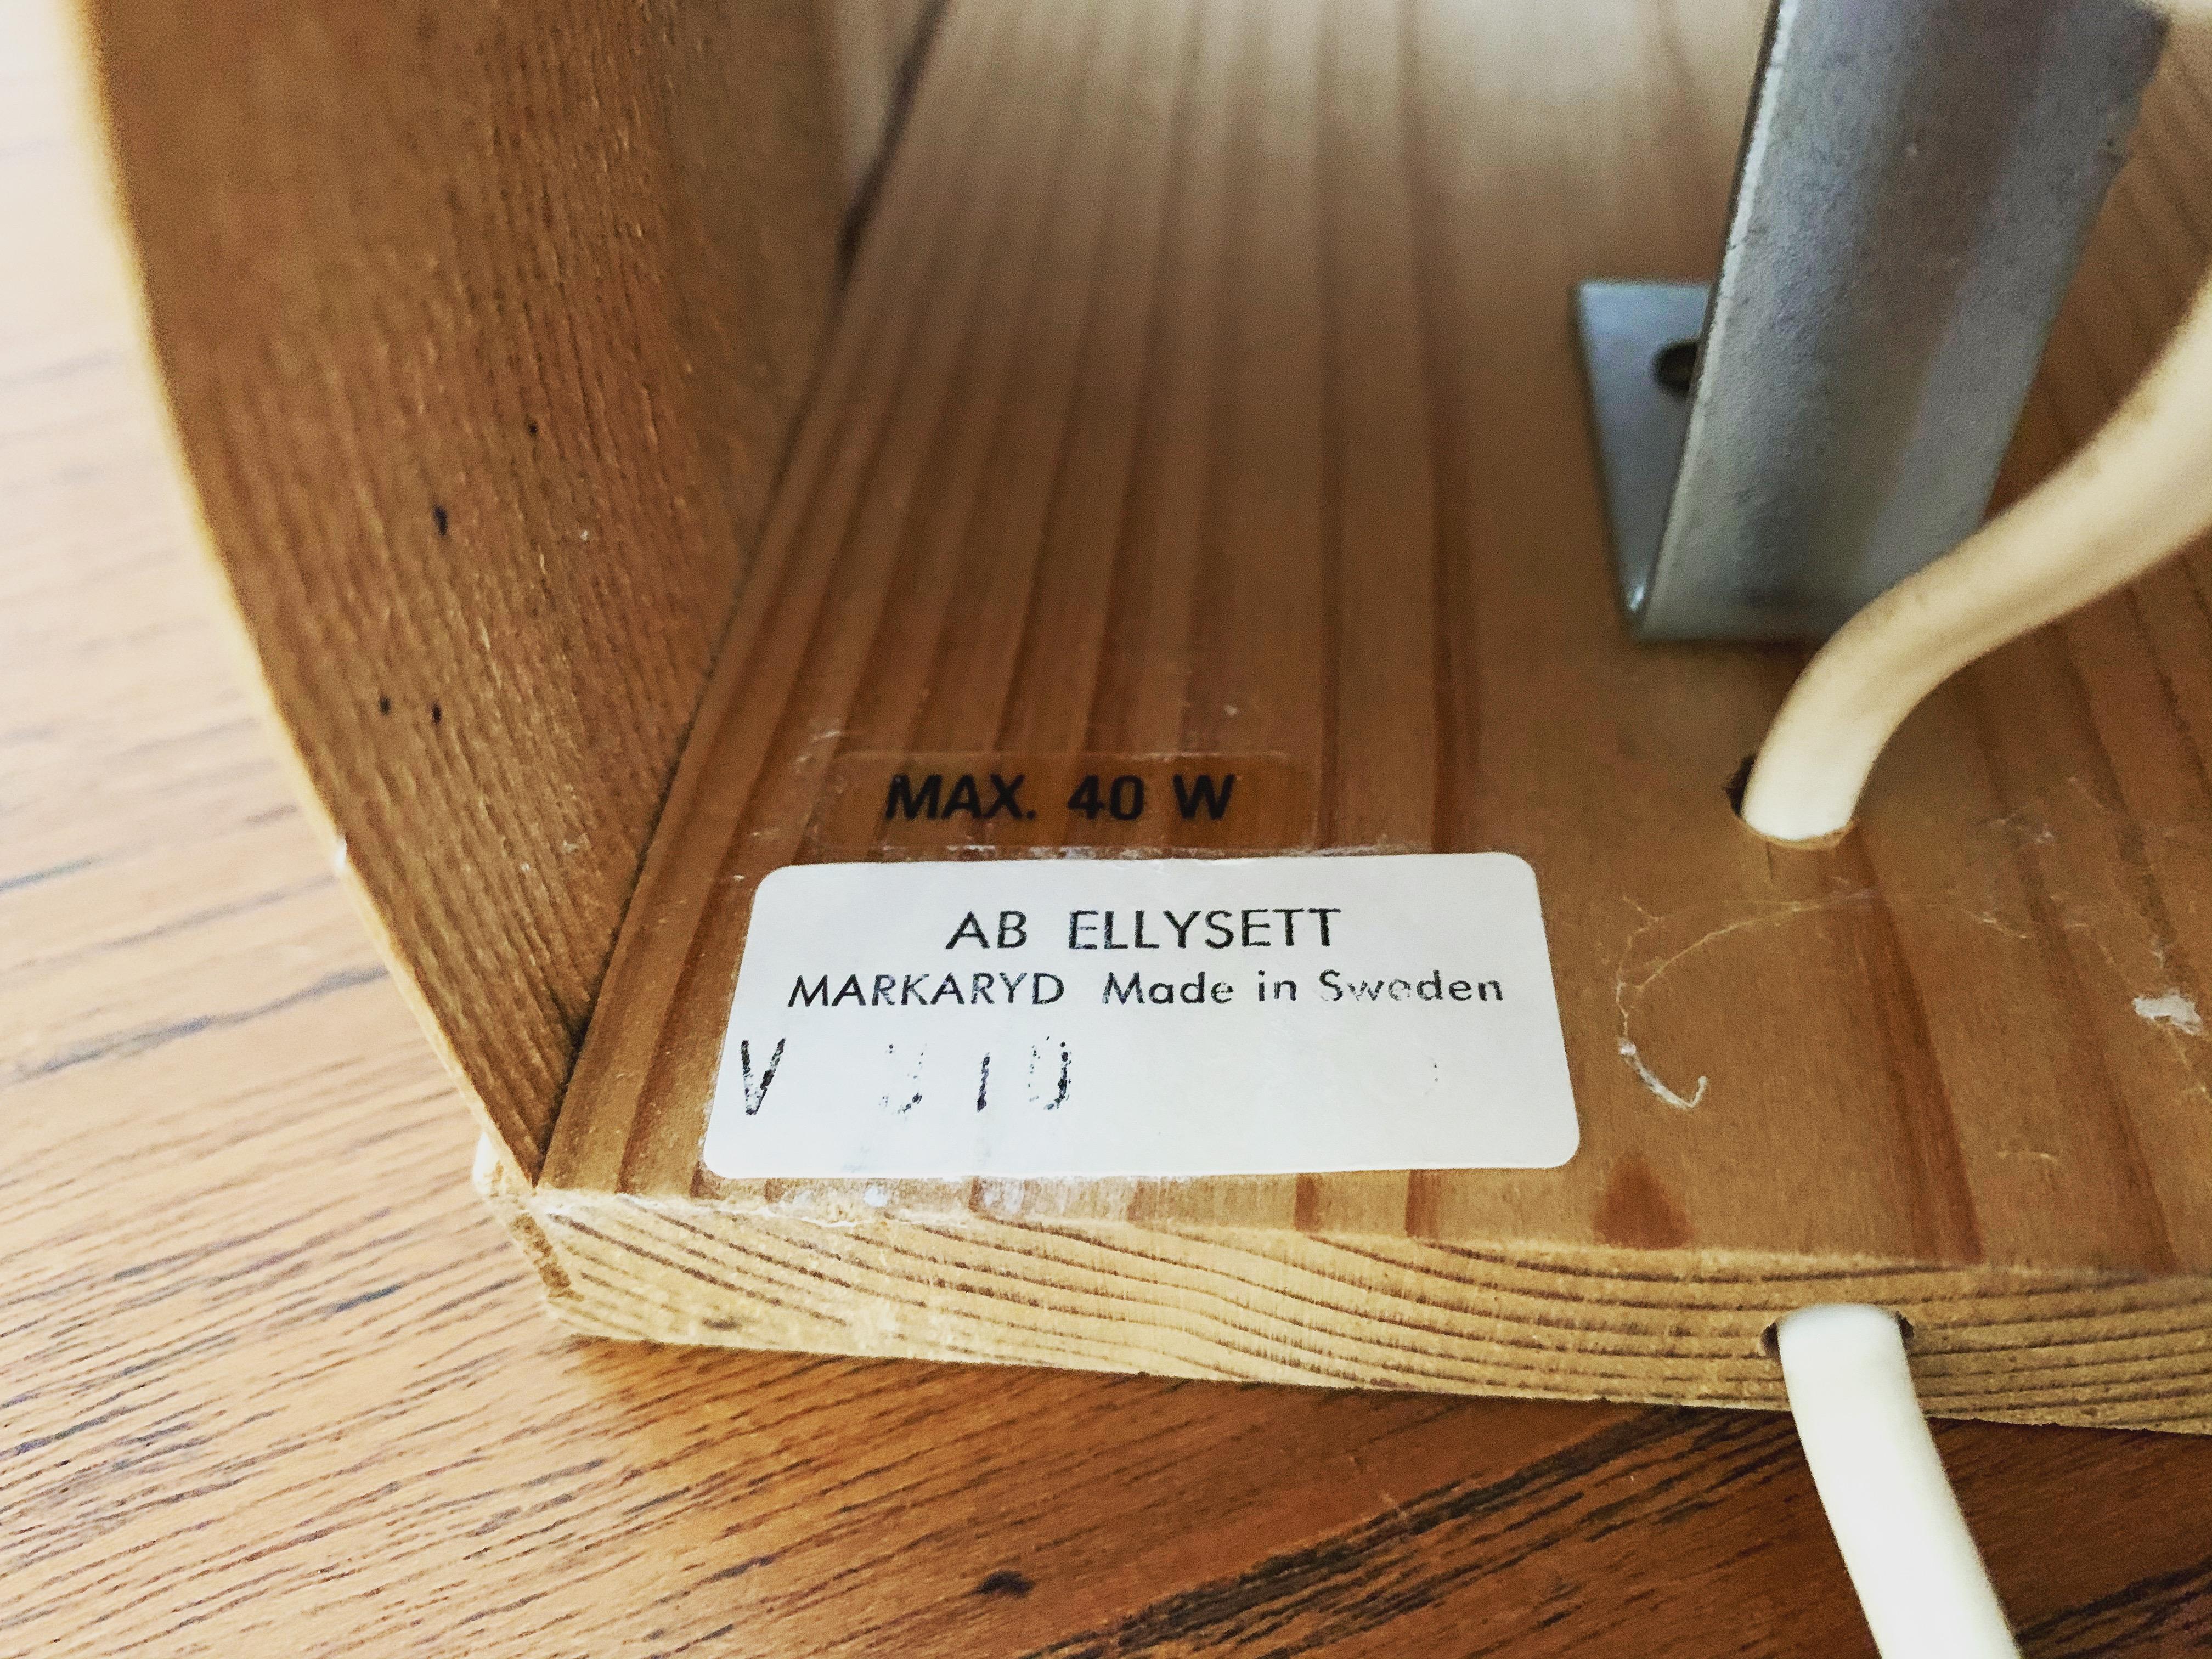 MAX. 40 W
AB ELLYSETT
MARKARYD Made in Sweden
V